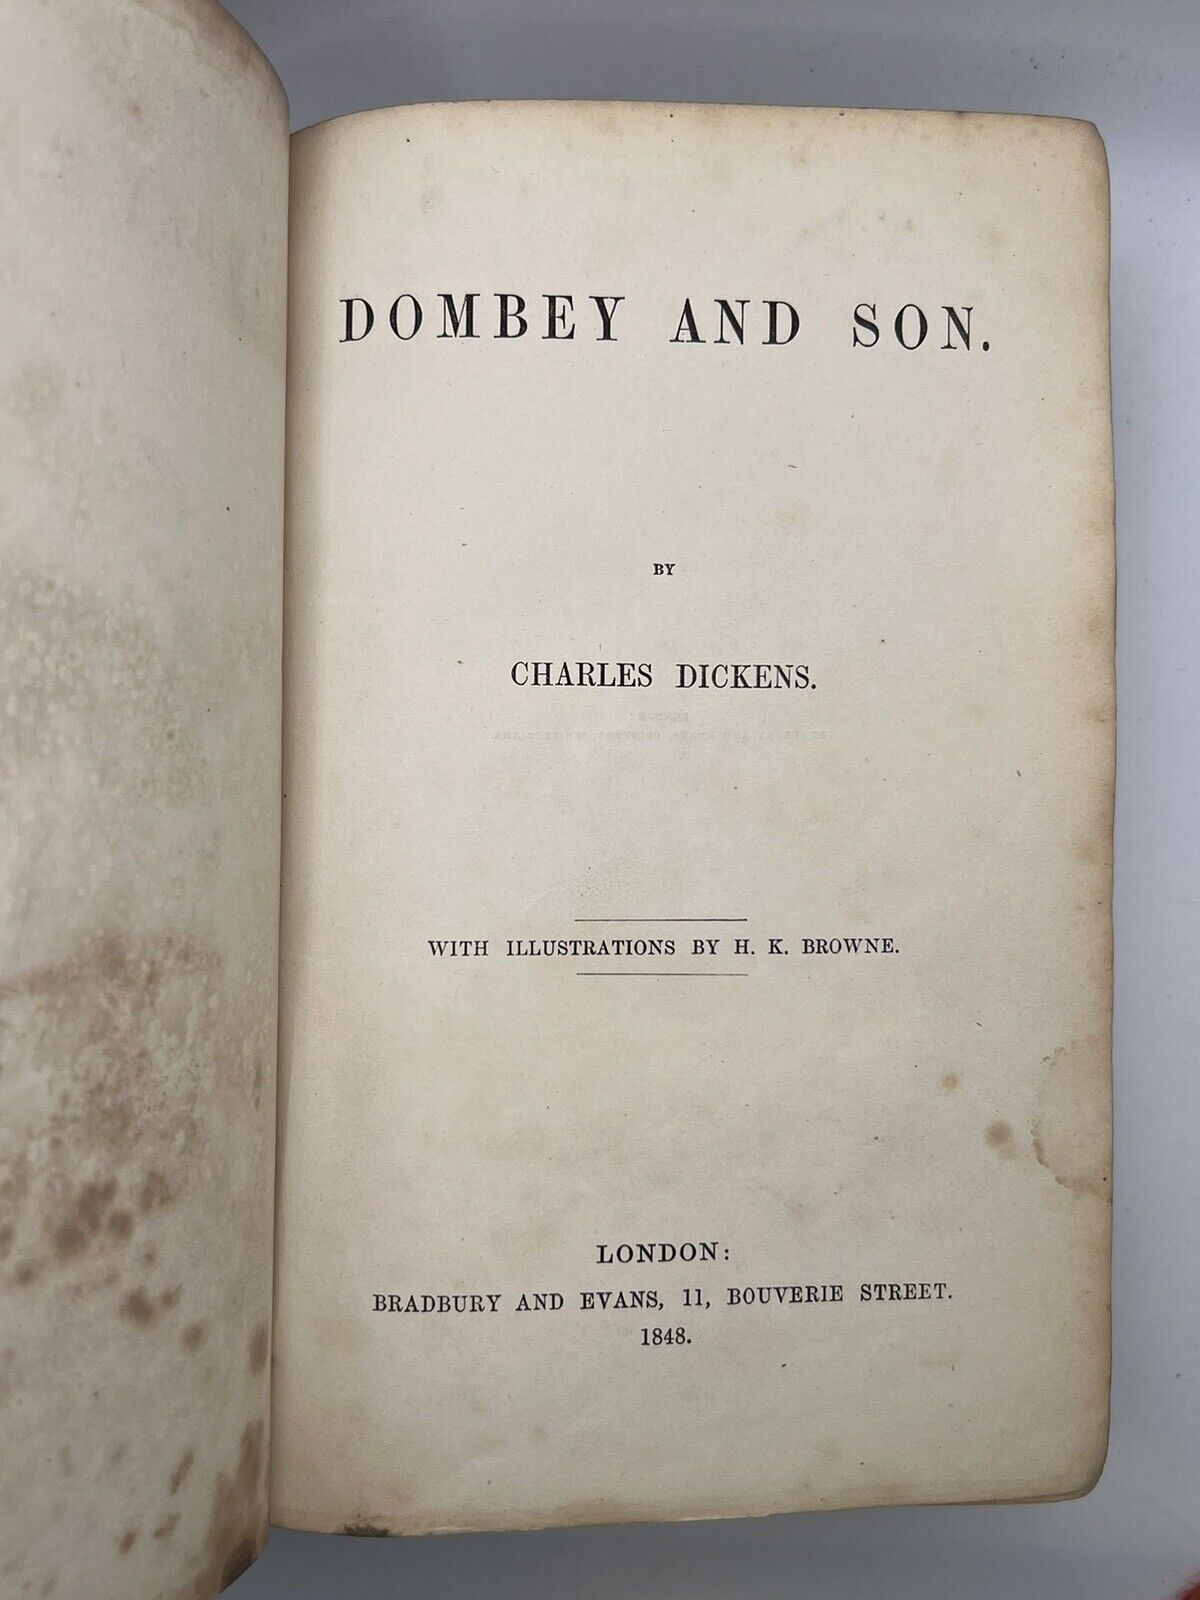 DOMBEY AND SON.
BY
CHARLES DICKENS.
WITH ILLUSTRATIONS BY H. K. BROWNE.
LONDON:
BRADBURY AND EVANS, 11, BOUVERIE STREET.
1848.